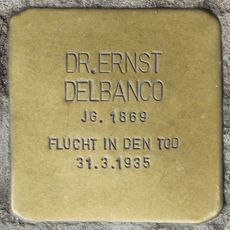 DR. ERNST
DELBANCO
JG. 1869
FLUCHT IN DEN TOD
31.3.1935